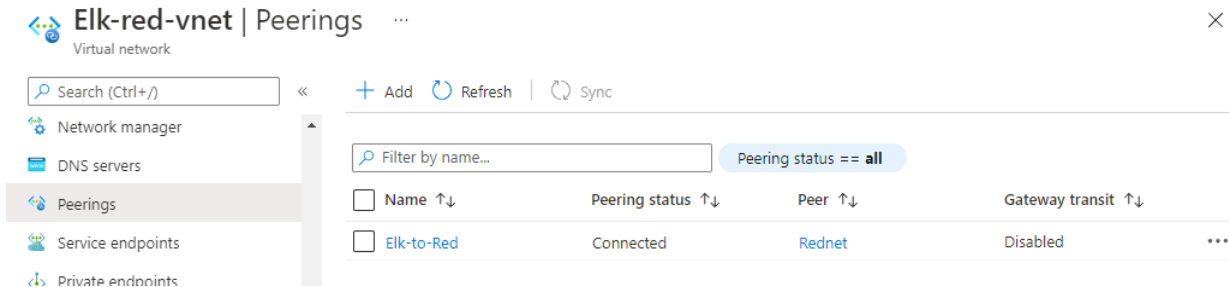 Elk-red-vnet | Peerings ...
Virtual network
Search (Ctrl+/) «
Add Refresh Sync
Network manager
DNS servers
Peerings
Service endpoints
Private endpoints
Filter by name...
Peering status == all
Name ↑↓ Peering status ↑↓ Peer ↑↓ Gateway transit ↑↓
Elk-to-Red Connected Rednet Disabled ...